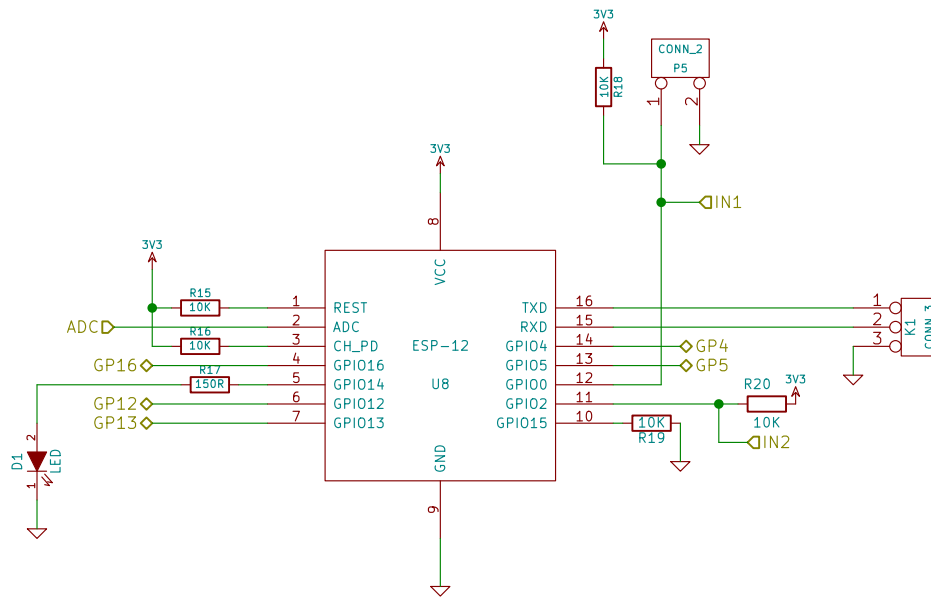 3V3
CONN_2
P5
10K
R18
1
2
3V3
8
VCC
IN1
3V3
R15
10K
1
REST
TXD
16
1
ADC
2
ADC
RXD
15
2
R16
10K
3
CH_PD
ESP-12
GPIO4
14
GP4
3
K1
CONN_3
GP16
4
GPIO16
GPIO5
13
GP5
R17
150R
5
GPIO14
U8
GPIO0
12
R20
3V3
GP12
6
GPIO12
GPIO2
11
10K
GP13
7
GPIO13
GPIO15
10
10K
R19
IN2
2
D1
LED
1
GND
9